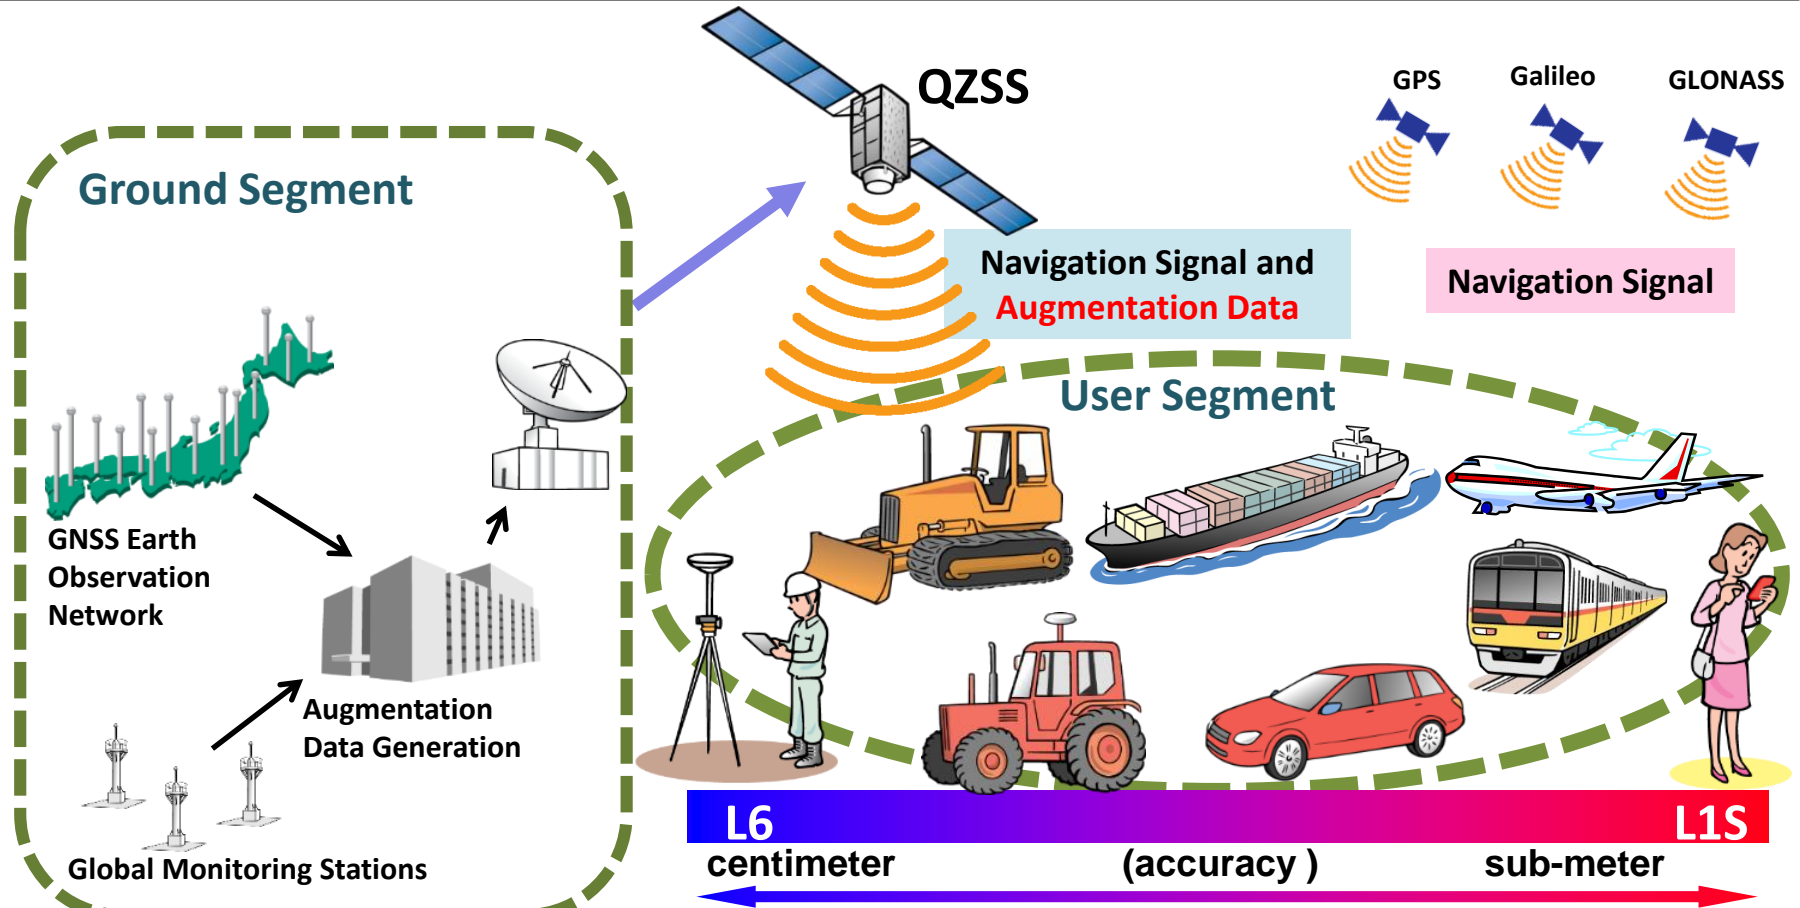 QZSS
GPS
Galileo
GLONASS
Ground Segment
Navigation Signal and
Augmentation Data
Navigation Signal
User Segment
GNSS Earth
Observation
Network
Augmentation
Data Generation
Global Monitoring Stations
L6
L1S
centimeter
(accuracy )
sub-meter